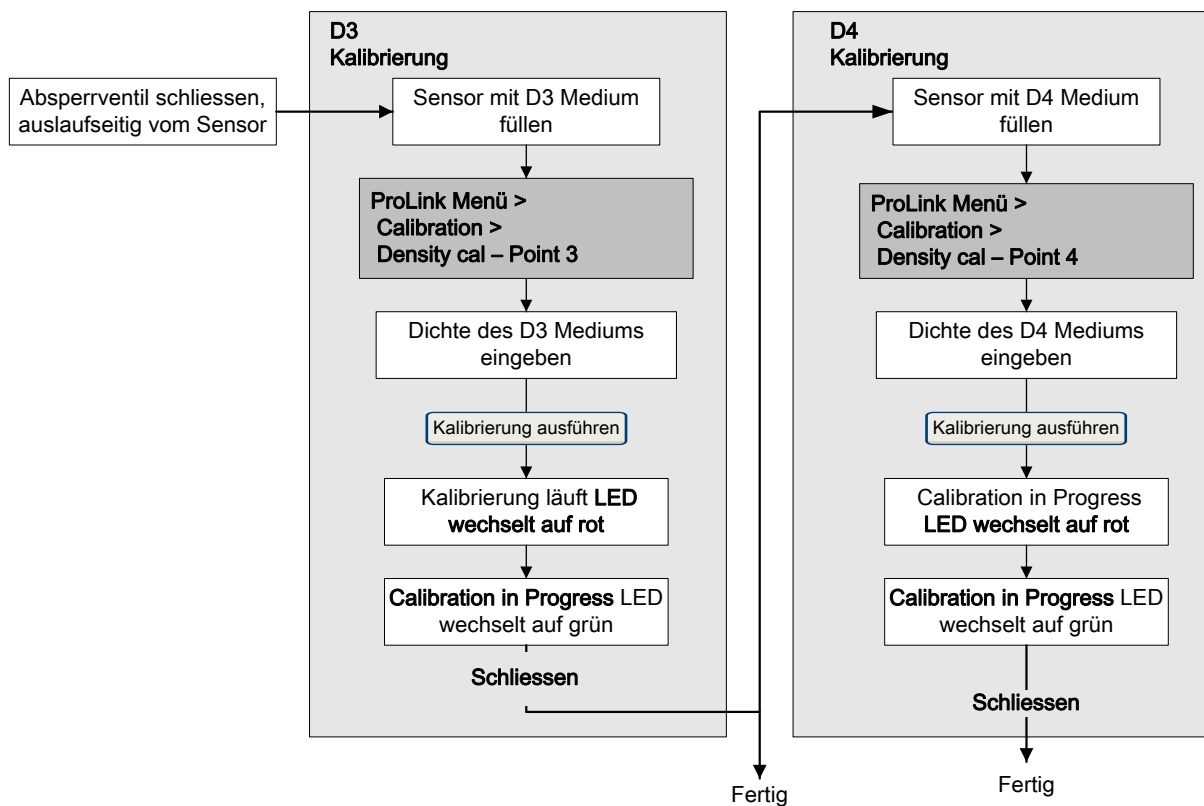 Absperrventil schliessen,
auslaufseitig vom Sensor
D3
Kalibrierung
Sensor mit D3 Medium
füllen
ProLink Menü >
Calibration >
Density cal – Point 3
Dichte des D3 Mediums
eingeben
Kalibrierung ausführen
Kalibrierung läuft LED
wechselt auf rot
Calibration in Progress LED
wechselt auf grün
Schliessen
Fertig
D4
Kalibrierung
Sensor mit D4 Medium
füllen
ProLink Menü >
Calibration >
Density cal – Point 4
Dichte des D4 Mediums
eingeben
Kalibrierung ausführen
Calibration in Progress
LED wechselt auf rot
Calibration in Progress LED
wechselt auf grün
Schliessen
Fertig